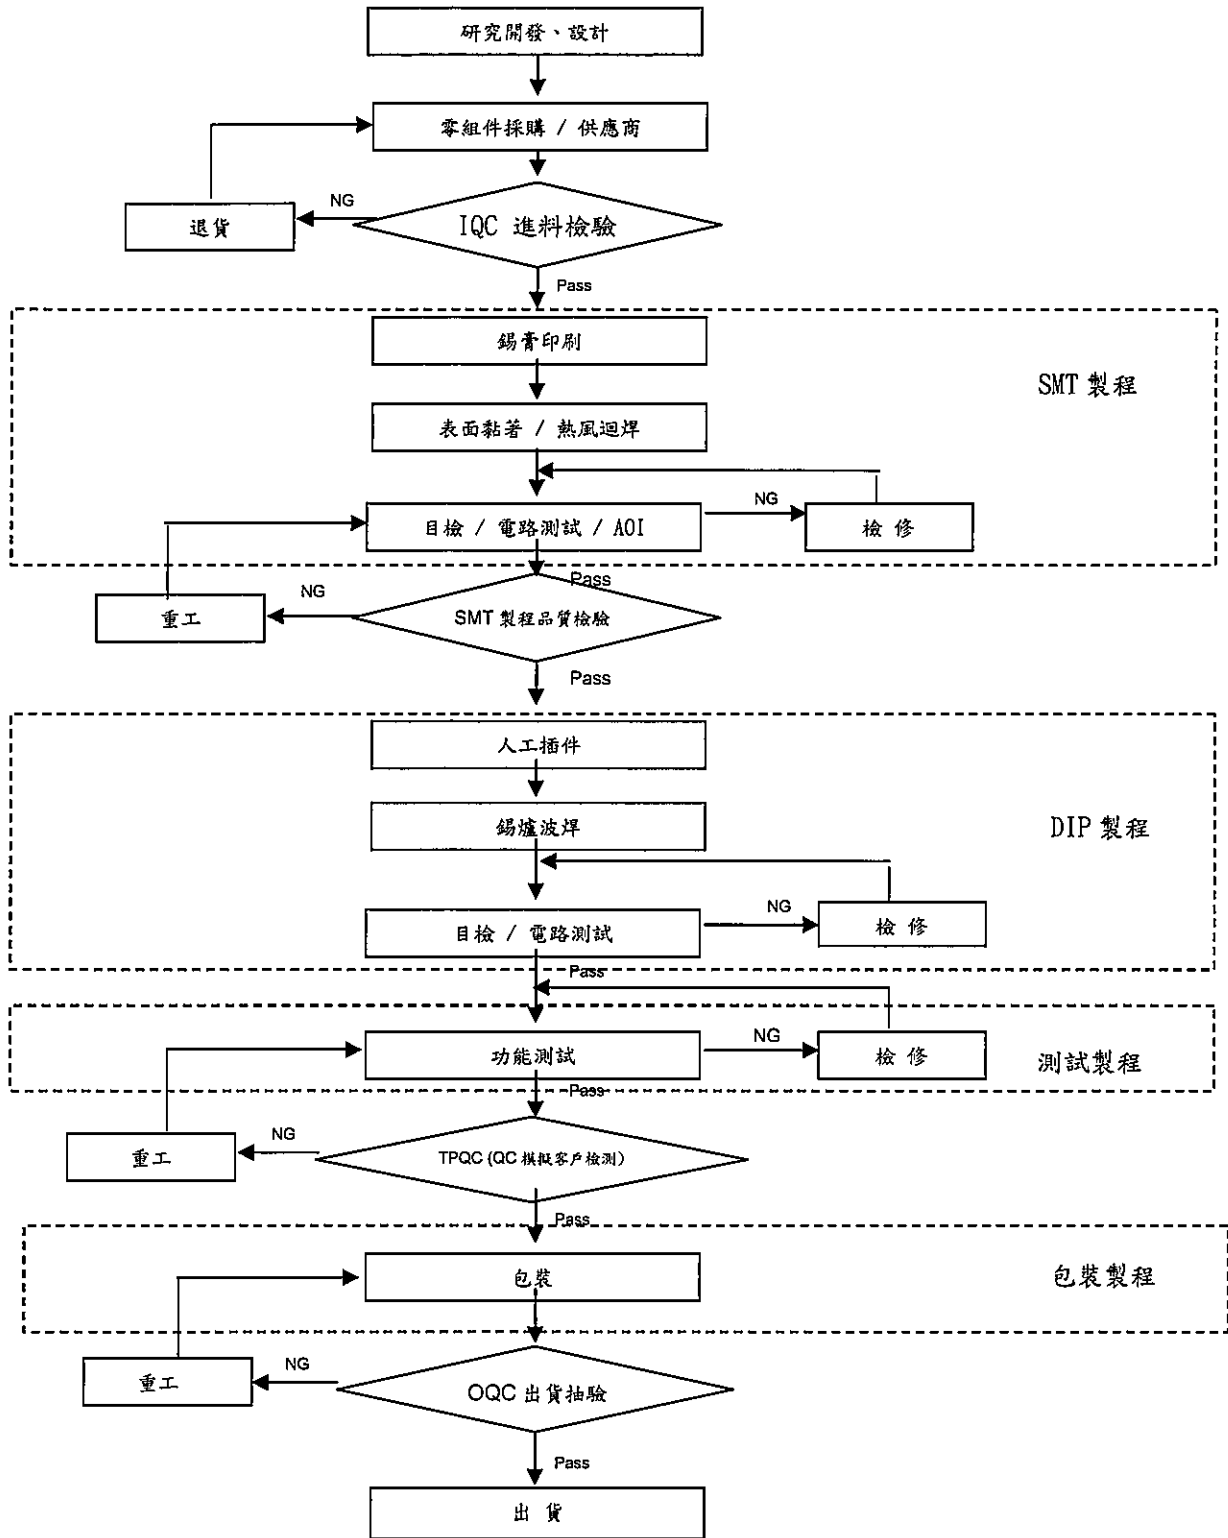 研究開發、設計
零組件採購 / 供應商
NG
退貨
IQC 進料檢驗
Pass
錫膏印刷
SMT 製程
表面黏著 / 熱風迴焊
NG
目檢 / 電路測試 / AOI
檢 修
Pass
NG
重工
SMT 製程品質檢驗
Pass
人工插件
錫爐波焊
DIP 製程
NG
目檢 / 電路測試
檢 修
Pass
NG
功能測試
檢 修
測試製程
Pass
NG
重工
TPQC (QC 模擬客戶檢測)
Pass
包裝
包裝製程
NG
重工
OQC 出貨抽驗
Pass
出 貨